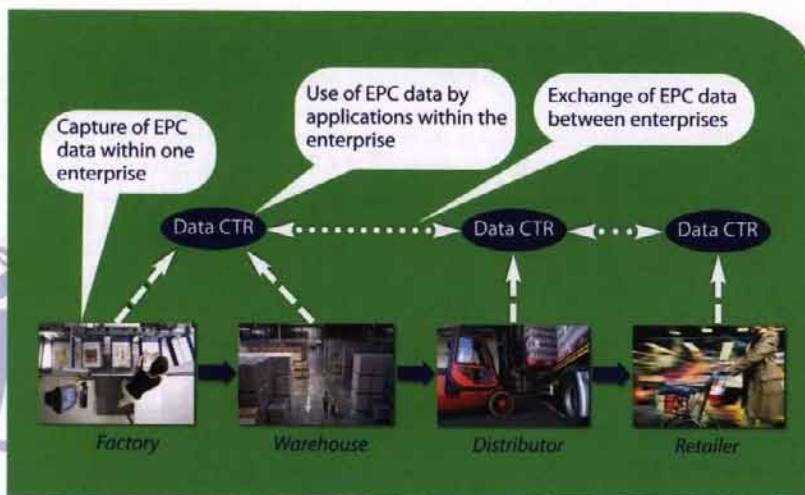 Capture of EPC
data within one
enterprise
Use of EPC data by
applications within the
enterprise
Exchange of EPC data
between enterprises
Data CTR
Data CTR
Data CTR
Factory
Warehouse
Distributor
Retailer